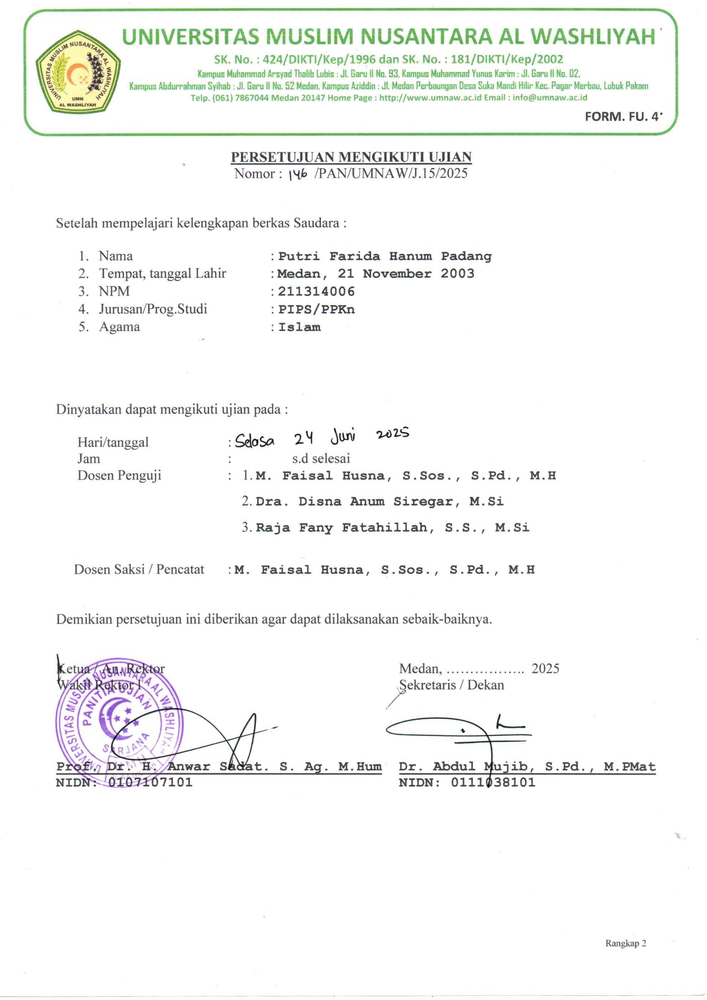 UNIVERSITAS MUSLIM NUSANTARA AL WASHLIYAH
SK. No. : 424/DIKTI/Kep/1996 dan SK. No. : 181/DIKTI/Kep/2002
Kampus Muhammad Arsyad Thalib Lubis : Jl. Garu II No. 93, Kampus Muhammad Yunus Karim : Jl. Garu II No. 02,
Kampus Abdurrahman Syihab : Jl. Garu II No. 52 Medan, Kampus Aziddin : Jl. Medan Perbaungan Desa Suka Mandi Hilir Kec. Pagar Merbau, Lubuk Pakam
Telp. (061) 7867044 Medan 20147 Home Page : http://www.umnaw.ac.id Email : info@umnaw.ac.id
UNIVERSITAS MUSLIM NUSANTARA AL WASHLIYAH
UMN
AL WASHLIYAH
FORM. FU. 4
PERSETUJUAN MENGIKUTI UJIAN
Nomor : 146 /PAN/UMNAW/J.15/2025
Setelah mempelajari kelengkapan berkas Saudara :
1. Nama : Putri Farida Hanum Padang
2. Tempat, tanggal Lahir : Medan, 21 November 2003
3. NPM : 211314006
4. Jurusan/Prog.Studi : PIPS/PPKn
5. Agama : Islam
Dinyatakan dapat mengikuti ujian pada :
Hari/tanggal : Selasa 24 Juni 2025
Jam : s.d selesai
Dosen Penguji : 1. M. Faisal Husna, S.Sos., S.Pd., M.H
2. Dra. Disna Anum Siregar, M.Si
3. Raja Fany Fatahillah, S.S., M.Si
Dosen Saksi / Pencatat : M. Faisal Husna, S.Sos., S.Pd., M.H
Demikian persetujuan ini diberikan agar dapat dilaksanakan sebaik-baiknya.
Ketua / An. Rektor
Wakil Rektor I
UNIVERSITAS MUSLIM NUSANTARA AL WASHLIYAH
PANITIA UJIAN
SARJANA
UMN
AL WASHLIYAH
Prof. Dr. H. Anwar Sadat. S. Ag. M.Hum
NIDN: 0107107101
Medan, ................. 2025
Sekretaris / Dekan
Dr. Abdul Mujib, S.Pd., M.PMat
NIDN: 0111038101
Rangkap 2